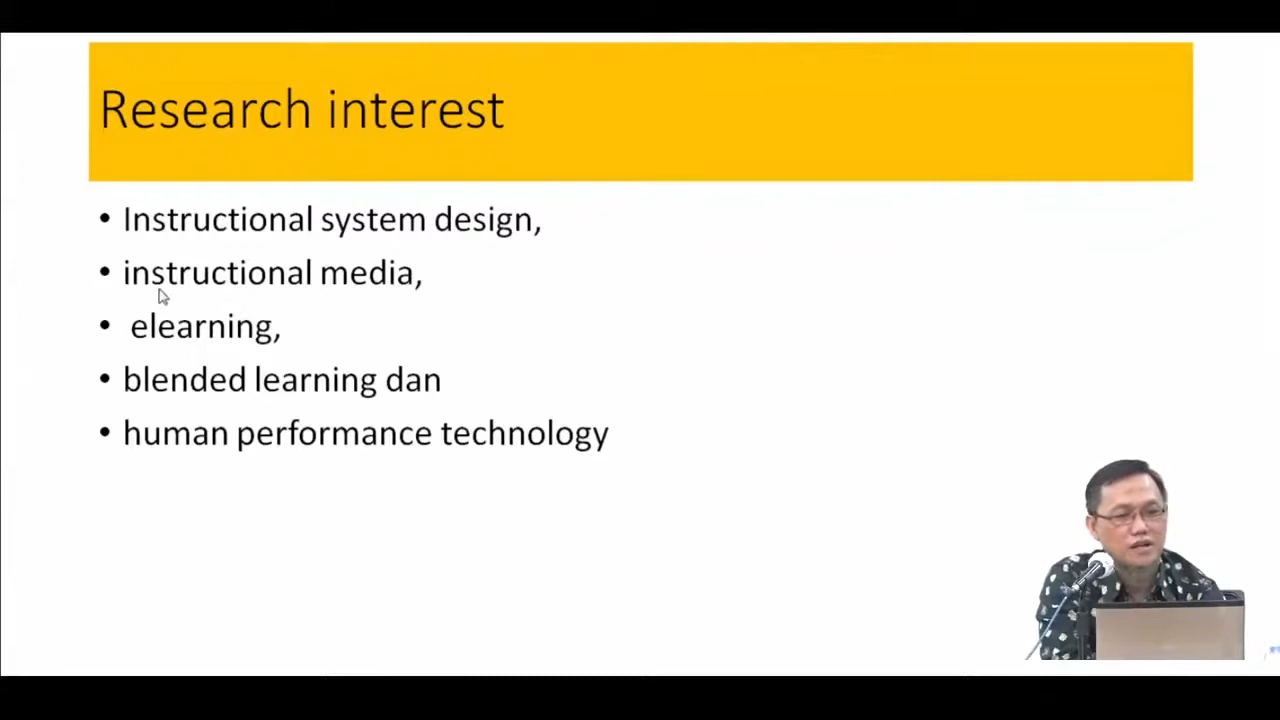 Research interest
• Instructional system design,
• instructional media,
• elearning,
• blended learning dan
• human performance technology